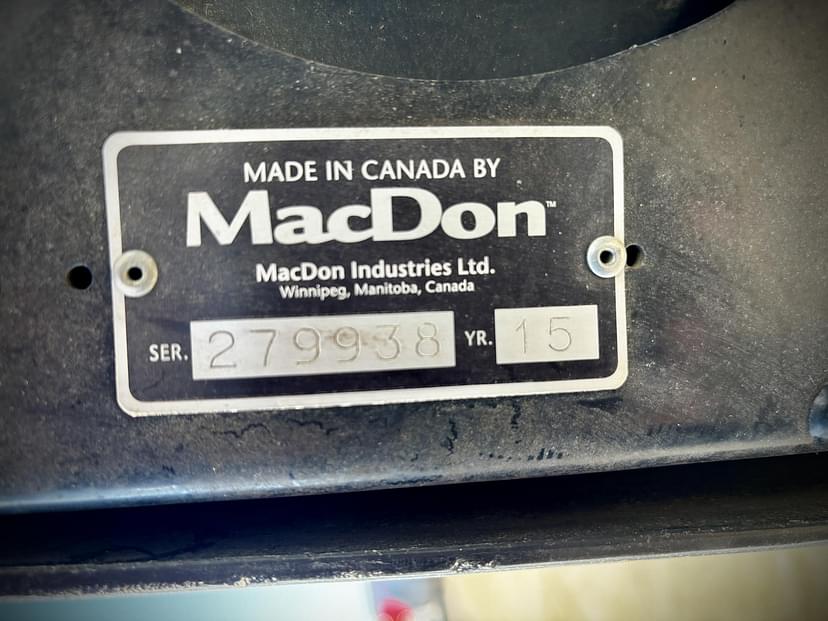 MADE IN CANADA BY
MacDon™
MacDon Industries Ltd.
Winnipeg, Manitoba, Canada
SER. 279938 YR. 15